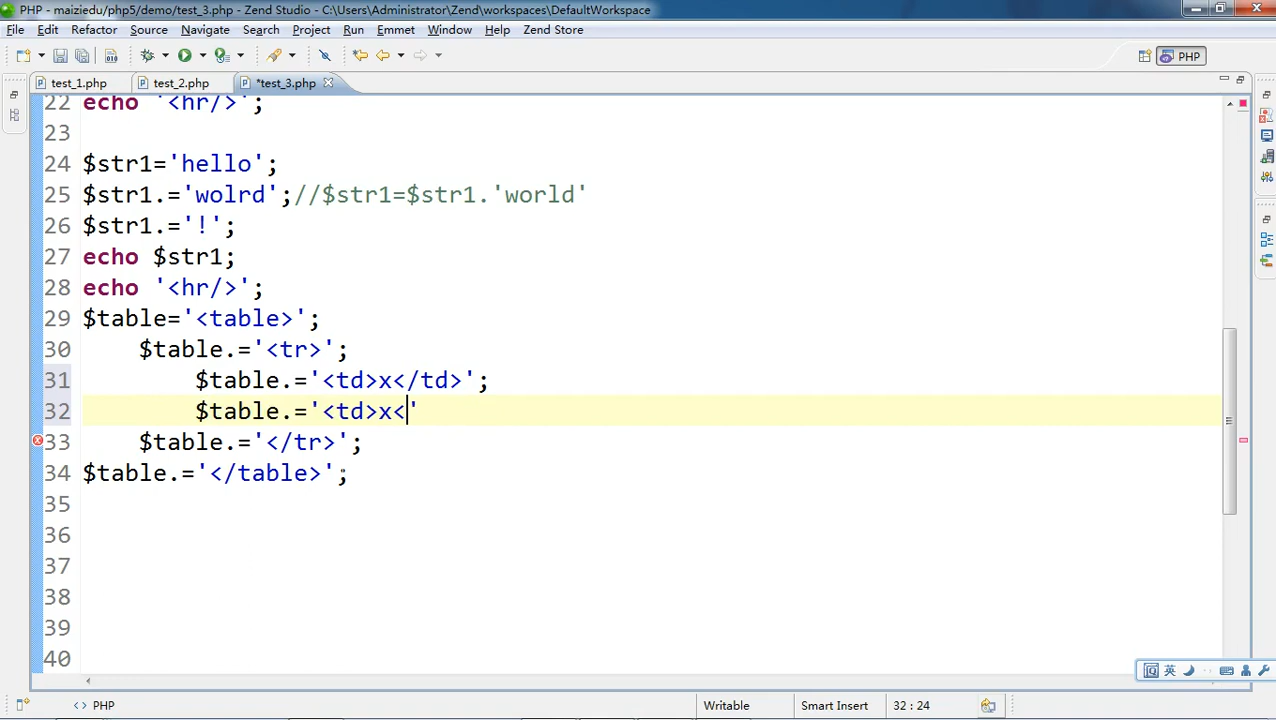 PHP - maiziedu/php5/demo/test_3.php - Zend Studio - C:\Users\Administrator\Zend\workspaces\DefaultWorkspace
File Edit Refactor Source Navigate Search Project Run Emmet Window Help Zend Store
PHP
test_1.php test_2.php *test_3.php
22 echo '<hr/>';
23
24 $str1='hello';
25 $str1.='wolrd';//$str1=$str1.'world'
26 $str1.='!';
27 echo $str1;
28 echo '<hr/>';
29 $table='<table>';
30 $table.='<tr>';
31 $table.='<td>x</td>';
32 $table.='<td>x<'
33 $table.='</tr>';
34 $table.='</table>';
35
36
37
38
39
40
英
<> PHP Writable Smart Insert 32 : 24